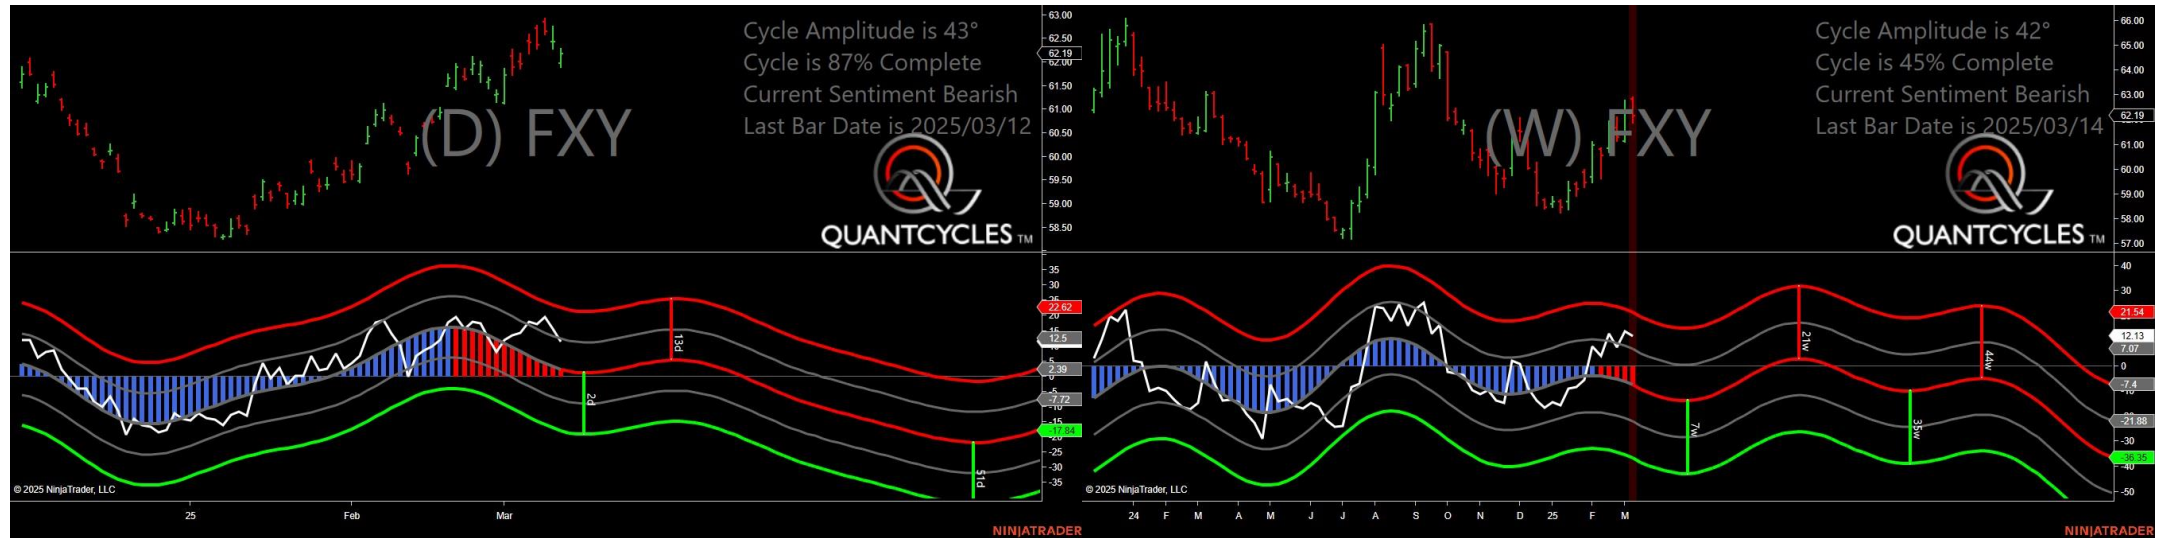 Cycle Amplitude is 43°
Cycle is 87% Complete
Current Sentiment Bearish
Last Bar Date is 2025/03/12
(D) FXY
QUANTCYCLES TM
63.00
62.50
62.19
62.00
61.50
61.00
60.50
60.00
59.50
59.00
58.50
35
30
22.62
20
15
12.5
2.39
-7.72
-10
-17.84
-20
-25
-30
-35
13d
2d
51d
© 2025 NinjaTrader, LLC
25
Feb
Mar
NINJATRADER
Cycle Amplitude is 42°
Cycle is 45% Complete
Current Sentiment Bearish
Last Bar Date is 2025/03/14
(W) FXY
QUANTCYCLES TM
66.00
65.00
64.00
63.00
62.19
61.00
60.00
59.00
58.00
57.00
40
30
21.54
12.13
7.07
0
-7.4
-10
-21.88
-30
-36.35
-40
-50
21w
44w
7w
35w
© 2025 NinjaTrader, LLC
24
F
M
A
M
J
J
A
S
O
N
D
25
F
M
NINJATRADER